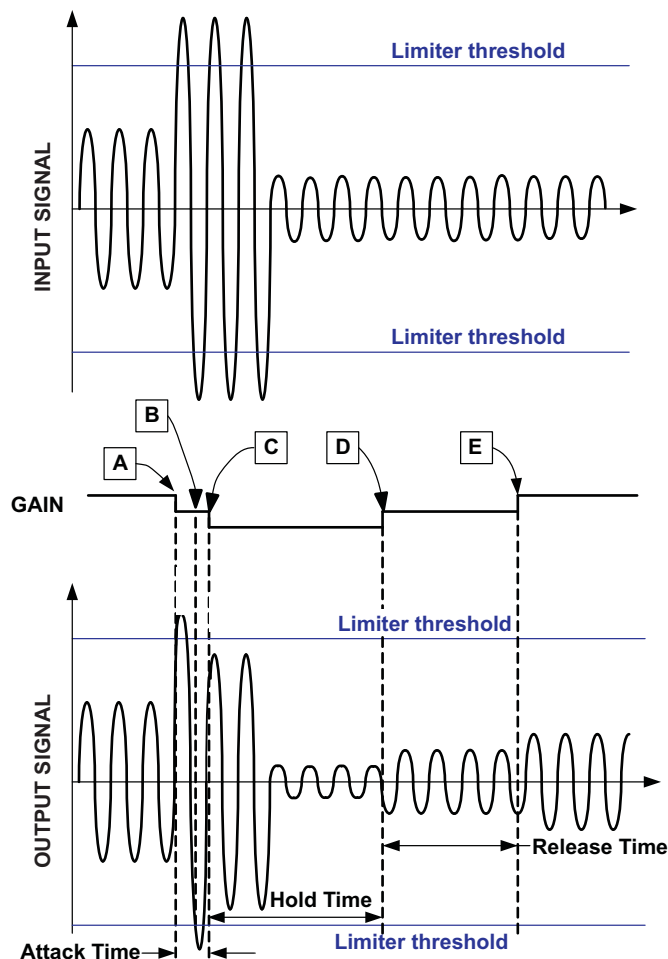 Limiter threshold
INPUT SIGNAL
Limiter threshold
B
C
D
E
A
GAIN
Limiter threshold
OUTPUT SIGNAL
Release Time
Hold Time
Limiter threshold
Attack Time